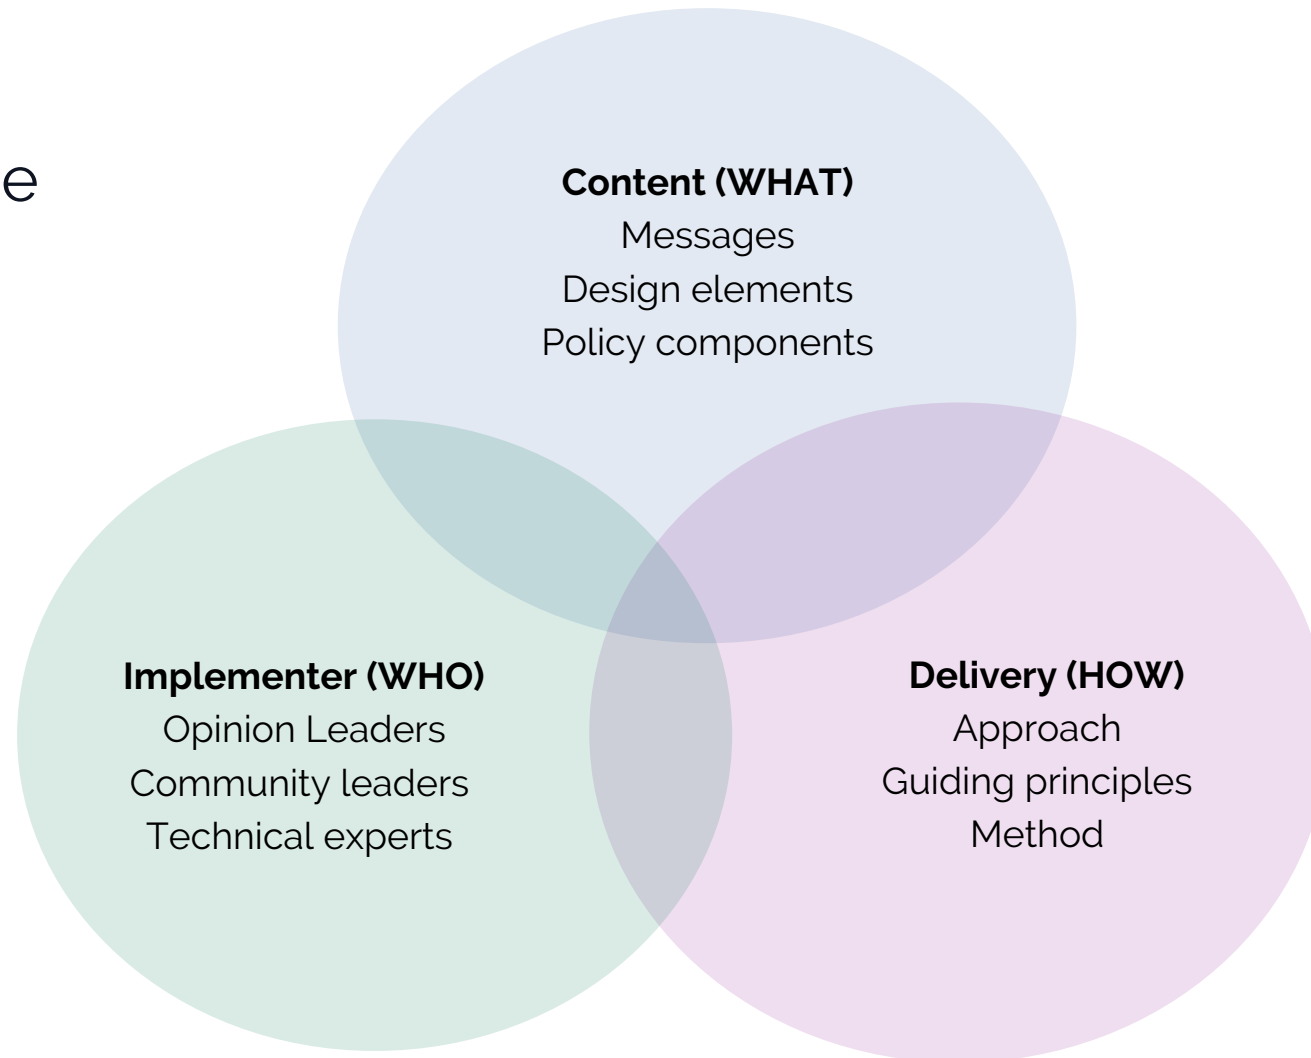 e
Content (WHAT)
Messages
Design elements
Policy components
Implementer (WHO)
Opinion Leaders
Community leaders
Technical experts
Delivery (HOW)
Approach
Guiding principles
Method